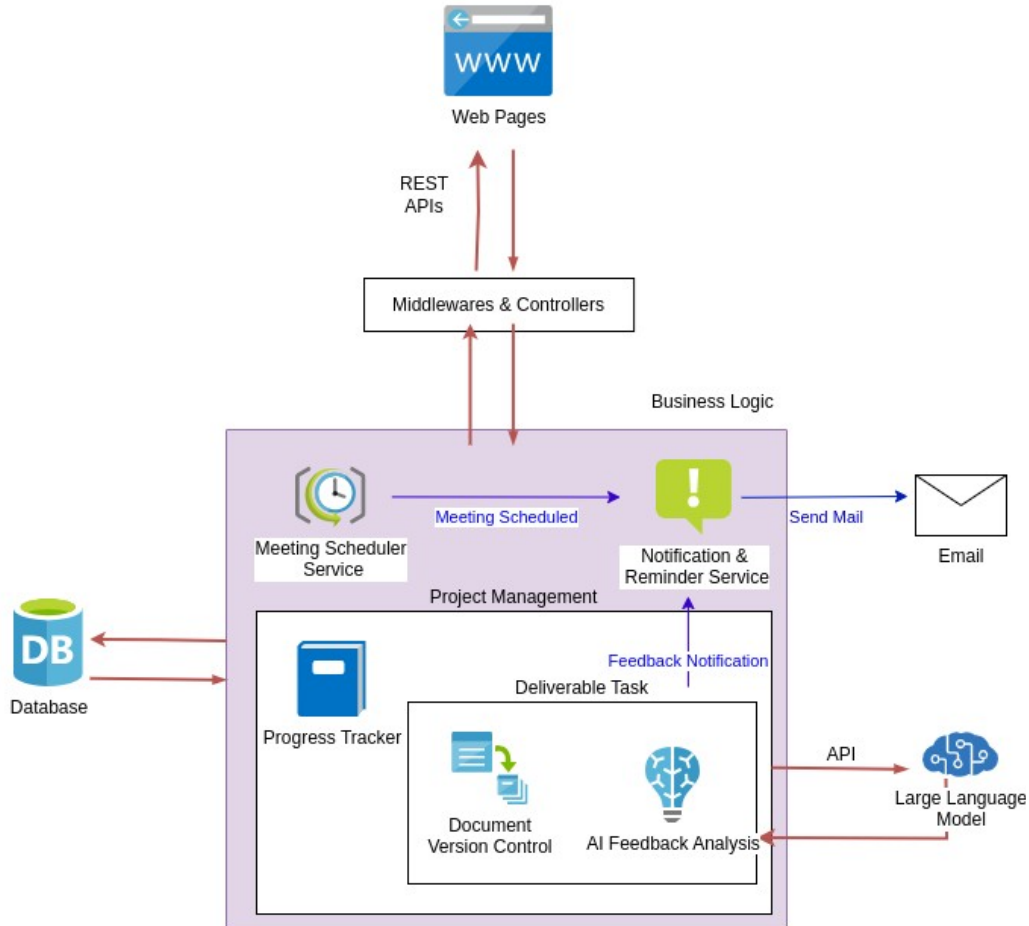 WWW
Web Pages
REST
APIs
Middlewares & Controllers
Business Logic
Meeting Scheduled
Send Mail
Meeting Scheduler
Service
Notification &
Reminder Service
Email
Project Management
DB
Database
Feedback Notification
Deliverable Task
Progress Tracker
API
Large Language
Model
Document
Version Control
AI Feedback Analysis